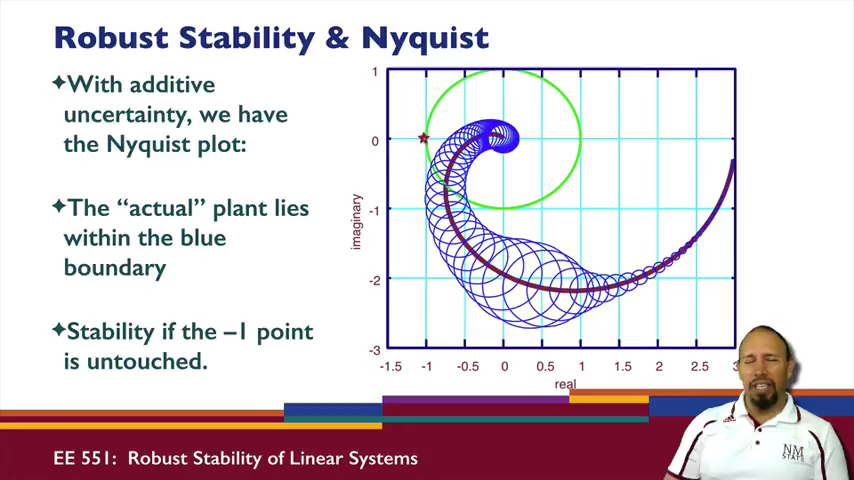 Robust Stability & Nyquist
✦With additive
uncertainty, we have
the Nyquist plot:
✦The “actual” plant lies
within the blue
boundary
✦Stability if the –1 point
is untouched.
1
0
-1
-2
-3
imaginary
-1.5 -1 -0.5 0 0.5 1 1.5 2 2.5 3
real
EE 551: Robust Stability of Linear Systems
NM
STATE